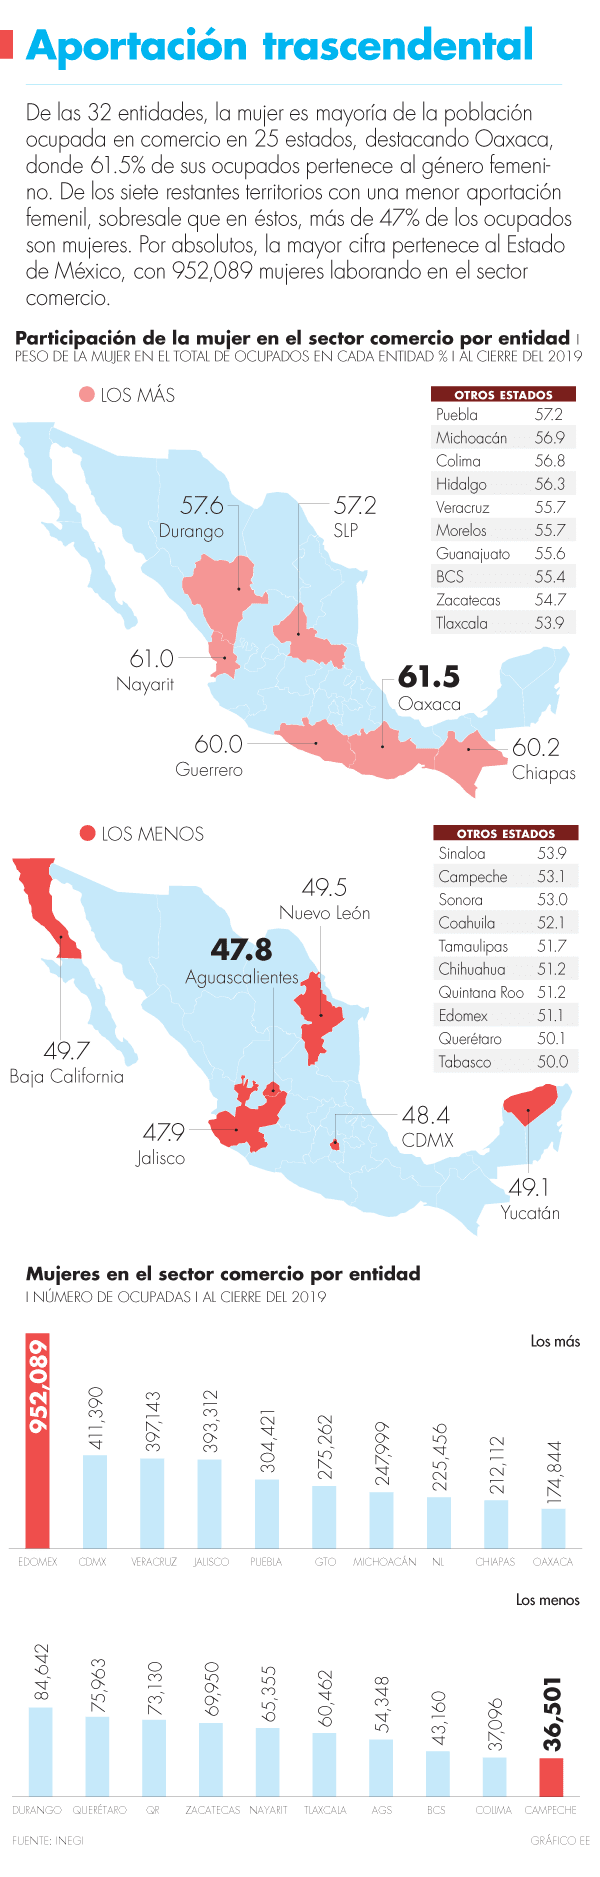 Aportación trascendental
De las 32 entidades, la mujer es mayoría de la población
ocupada en comercio en 25 estados, destacando Oaxaca,
donde 61.5% de sus ocupados pertenece al género femeni-
no. De los siete restantes territorios con una menor aportación
femenil, sobresale que en éstos, más de 47% de los ocupados
son mujeres. Por absolutos, la mayor cifra pertenece al Estado
de México, con 952,089 mujeres laborando en el sector
comercio.
Participación de la mujer en el sector comercio por entidad |
PESO DE LA MUJER EN EL TOTAL DE OCUPADOS EN CADA ENTIDAD % | AL CIERRE DEL 2019
LOS MÁS
OTROS ESTADOS
Puebla 57.2
Michoacán 56.9
Colima 56.8
Hidalgo 56.3
Veracruz 55.7
Morelos 55.7
Guanajuato 55.6
BCS 55.4
Zacatecas 54.7
Tlaxcala 53.9
57.6
Durango
57.2
SLP
61.0
Nayarit
61.5
Oaxaca
60.0
Guerrero
60.2
Chiapas
LOS MENOS
OTROS ESTADOS
Sinaloa 53.9
Campeche 53.1
Sonora 53.0
Coahuila 52.1
Tamaulipas 51.7
Chihuahua 51.2
Quintana Roo 51.2
Edomex 51.1
Querétaro 50.1
Tabasco 50.0
49.5
Nuevo León
47.8
Aguascalientes
49.7
Baja California
47.9
Jalisco
48.4
CDMX
49.1
Yucatán
Mujeres en el sector comercio por entidad
| NÚMERO DE OCUPADAS | AL CIERRE DEL 2019
Los más
952,089 411,390 397,143 393,312 304,421 275,262 247,999 225,456 212,112 174,844
EDOMEX CDMX VERACRUZ JALISCO PUEBLA GTO MICHOACÁN NL CHIAPAS OAXACA
Los menos
84,642 75,963 73,130 69,950 65,355 60,462 54,348 43,160 37,096 36,501
DURANGO QUERÉTARO QR ZACATECAS NAYARIT TLAXCALA AGS BCS COLIMA CAMPECHE
FUENTE: INEGI
GRÁFICO EE